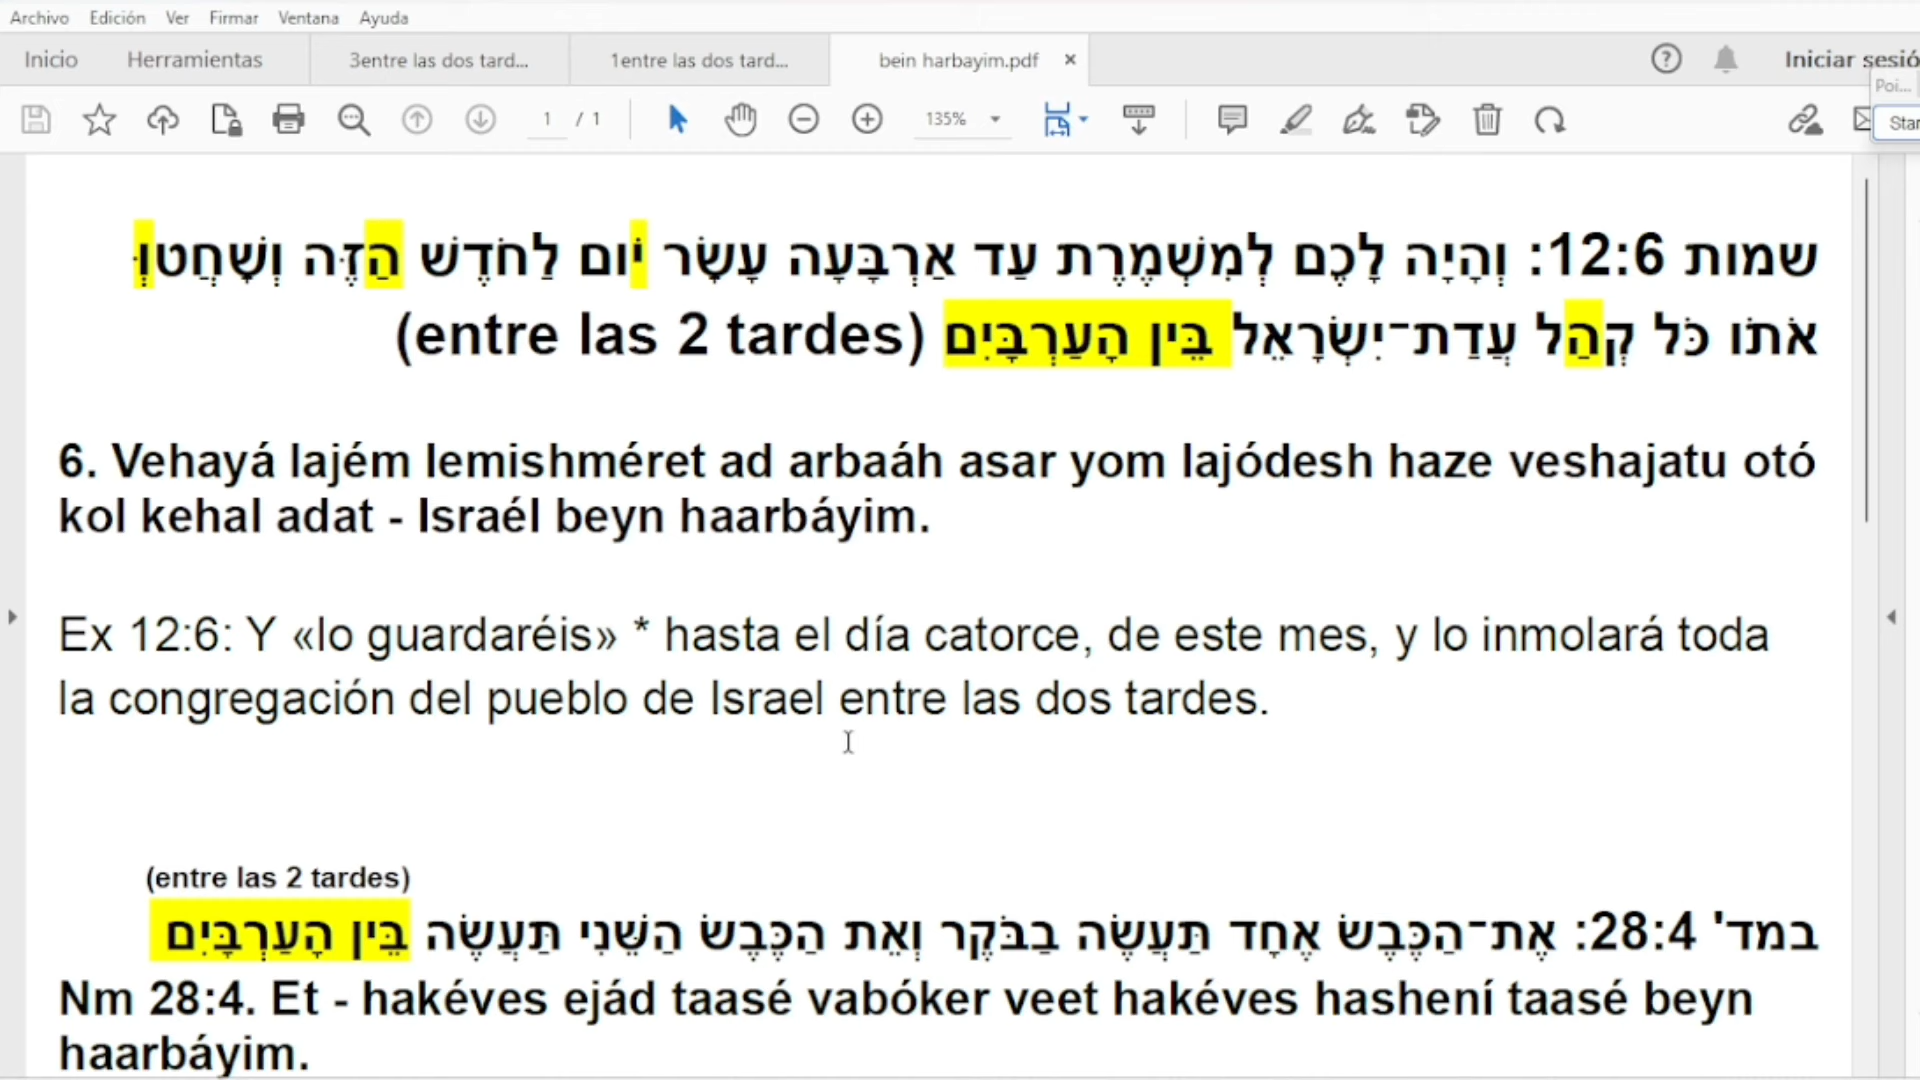 Archivo Edición Ver Firmar Ventana Ayuda
Inicio Herramientas 3entre las dos tard... 1entre las dos tard... bein harbayim.pdf × Iniciar sesió
Poi...
1 / 1 135% Star
שמות 12:6: וְהָיָה לָכֶם לְמִשְׁמֶרֶת עַד אַרְבָּעָה עָשָׂר יֹום לַחֹדֶשׁ הַזֶּה וְשָׁחֲטוּ
אֹתֹו כֹּל קְהַל עֲדַת־יִשְׂרָאֵל בֵּין הָעַרְבָּיִם (entre las 2 tardes)
6. Vehayá lajém lemishméret ad arbaáh asar yom lajódesh haze veshajatu otó
kol kehal adat - Israél beyn haarbáyim.
Ex 12:6: Y «lo guardaréis» * hasta el día catorce, de este mes, y lo inmolará toda
la congregación del pueblo de Israel entre las dos tardes.
(entre las 2 tardes)
במד' 28:4: אֶת־הַכֶּבֶשׂ אֶחָד תַּעֲשֶׂה בַבֹּקֶר וְאֵת הַכֶּבֶשׂ הַשֵּׁנִי תַּעֲשֶׂה בֵּין הָעַרְבָּיִם
Nm 28:4. Et - hakéves ejád taasé vabóker veet hakéves hashení taasé beyn
haarbáyim.